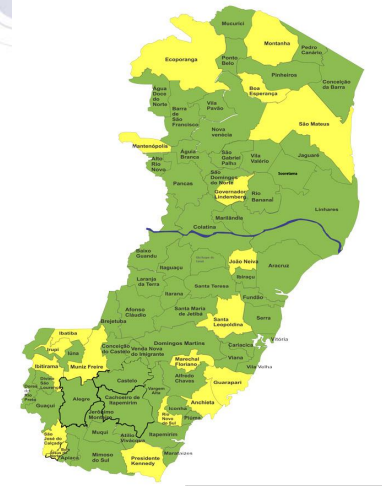 Mucurici
Montanha
Pedro
Canário
Ecoporanga
Ponto
Belo
Pinheiros
Conceição
da Barra
Boa
Esperança
Água
Doce
do
Norte
Vila
Pavão
Barra
de
São
Francisco
São Mateus
Nova
venécia
Mantenópolis
Alto
Rio
Novo
Águia
Branca
São
Gabriel
Palha
Vila
Valério
Jaguaré
São
Domingos
do Norte
Sooretama
Pancas
Governador
Lindemberg
Rio
Bananal
Linhares
Marilândia
Colatina
Baixo
Guandu
João Neiva
Itaguaçu
Aracruz
Ibiraçu
Laranja
da Terra
Santa Teresa
Itarana
Fundão
Afonso
Cláudio
Santa Maria
de Jetibá
Santa
Leopoldina
Serra
Brejetuba
Ibatiba
Conceição
do Castelo
Venda Nova
do Imigrante
Domingos Martins
Cariacica
Vitória
Irupi
Iúna
Marechal
Floriano
Viana
Vila Velha
Ibitirama
Muniz Freire
Castelo
Alfredo
Chaves
Guarapari
Guaçuí
Alegre
Cachoeiro de
Itapemirim
Vargem
Iconha
Anchieta
Jerônimo
Monteiro
Rio
Novo
do Sul
Piúma
São
José do
Calçado
Muqui
Atílio
Vivácqua
Itapemirim
Apiacá
Mimoso
do Sul
Presidente
Kennedy
Marataízes